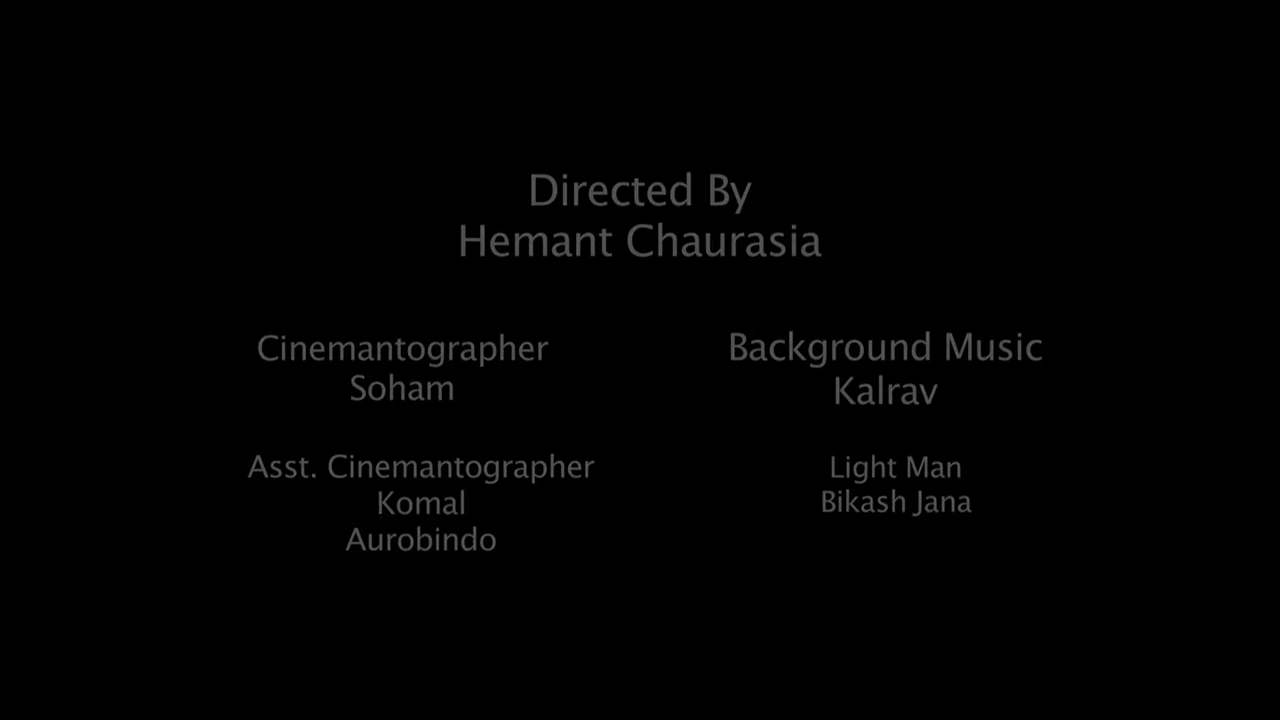 Directed By
Hemant Chaurasia
Cinemantographer
Soham
Background Music
Kalrav
Asst. Cinemantographer
Komal
Aurobindo
Light Man
Bikash Jana